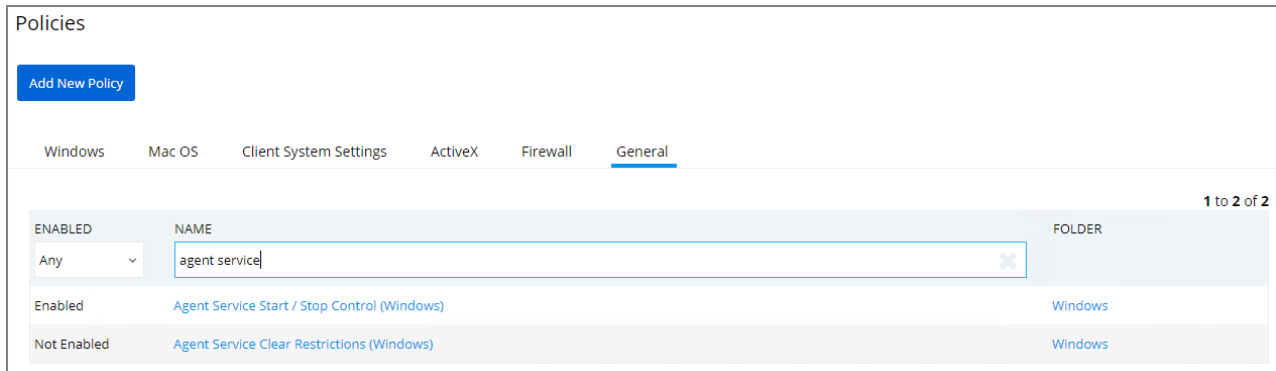 Policies
Add New Policy
Windows Mac OS Client System Settings ActiveX Firewall General
1 to 2 of 2
ENABLED NAME FOLDER
Any agent service
Enabled Agent Service Start / Stop Control (Windows) Windows
Not Enabled Agent Service Clear Restrictions (Windows) Windows